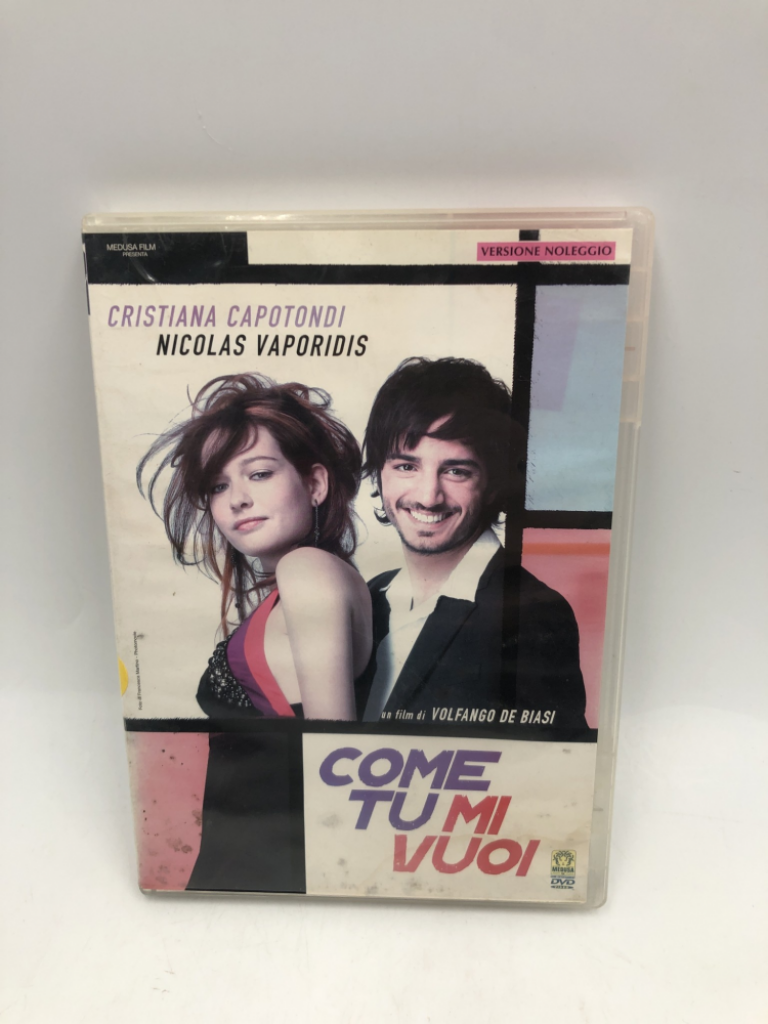 MEDUSA FILM
PRESENTA
VERSIONE NOLEGGIO
CRISTIANA CAPOTONDI
NICOLAS VAPORIDIS
un film di VOLFANGO DE BIASI
COME
TU MI
VUOI
MEDUSA
DVD